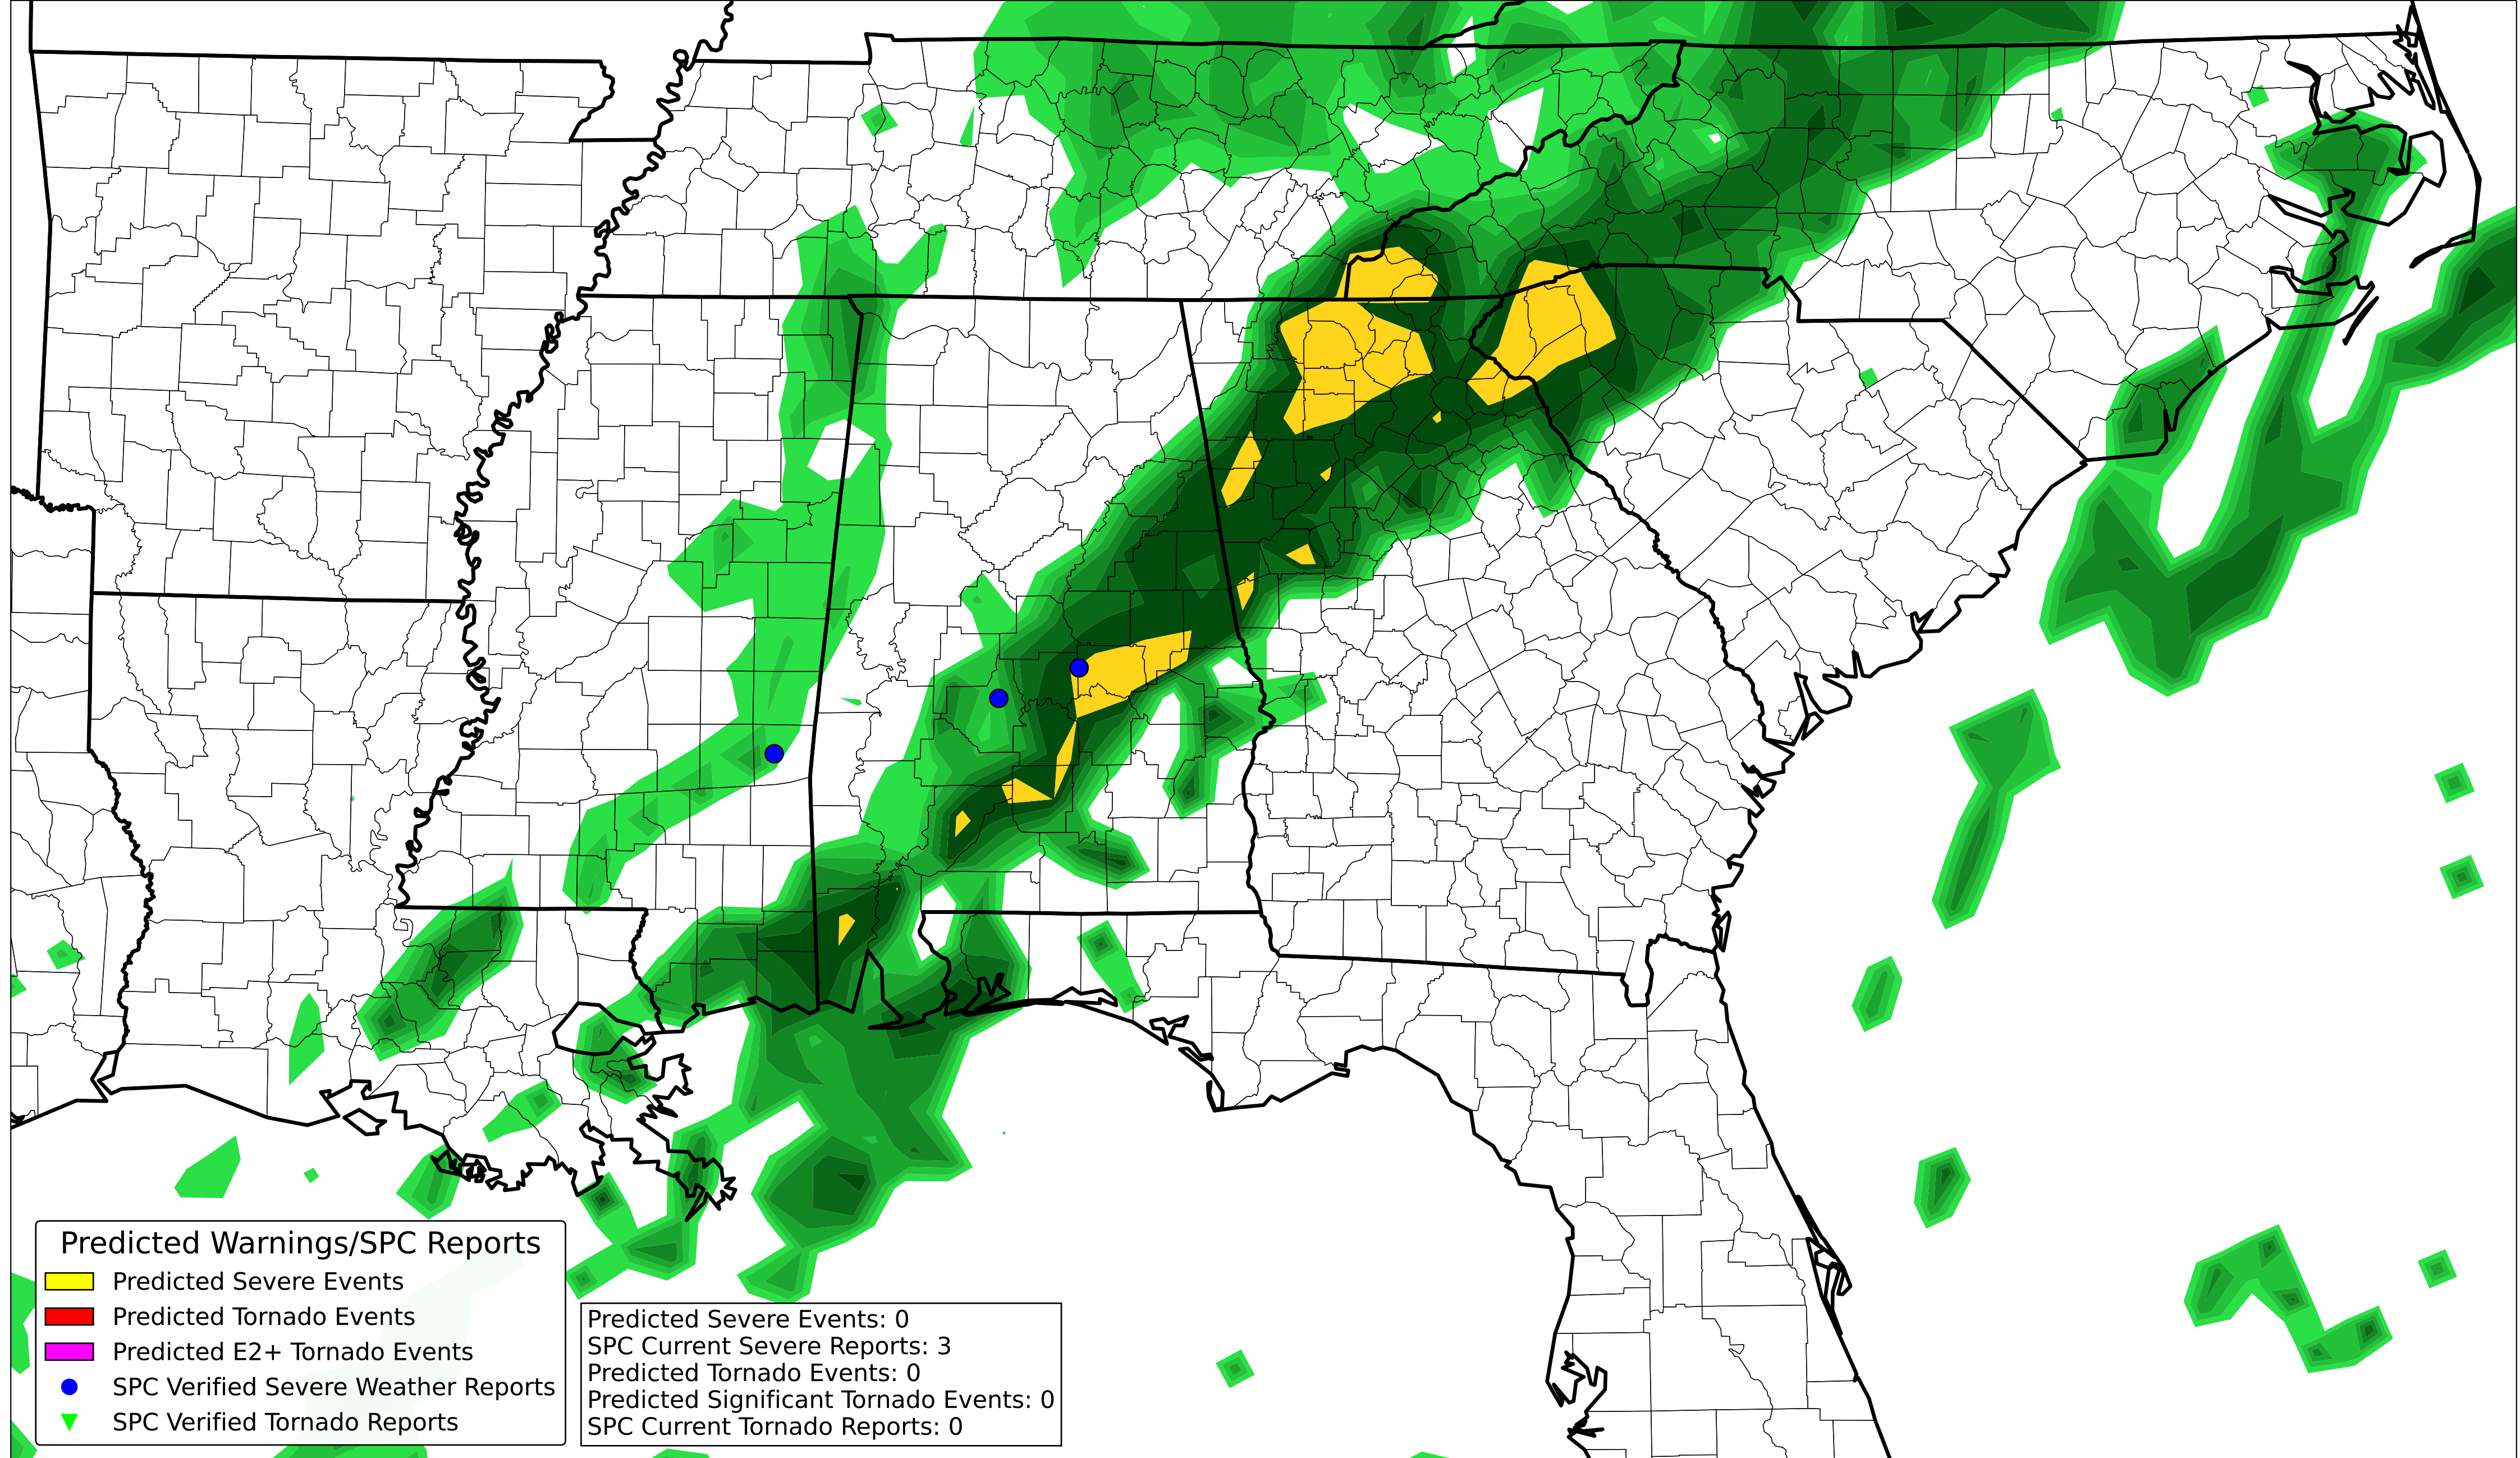 Predicted Warnings/SPC Reports
Predicted Severe Events
Predicted Tornado Events
Predicted E2+ Tornado Events
SPC Verified Severe Weather Reports
SPC Verified Tornado Reports
Predicted Severe Events: 0
SPC Current Severe Reports: 3
Predicted Tornado Events: 0
Predicted Significant Tornado Events: 0
SPC Current Tornado Reports: 0